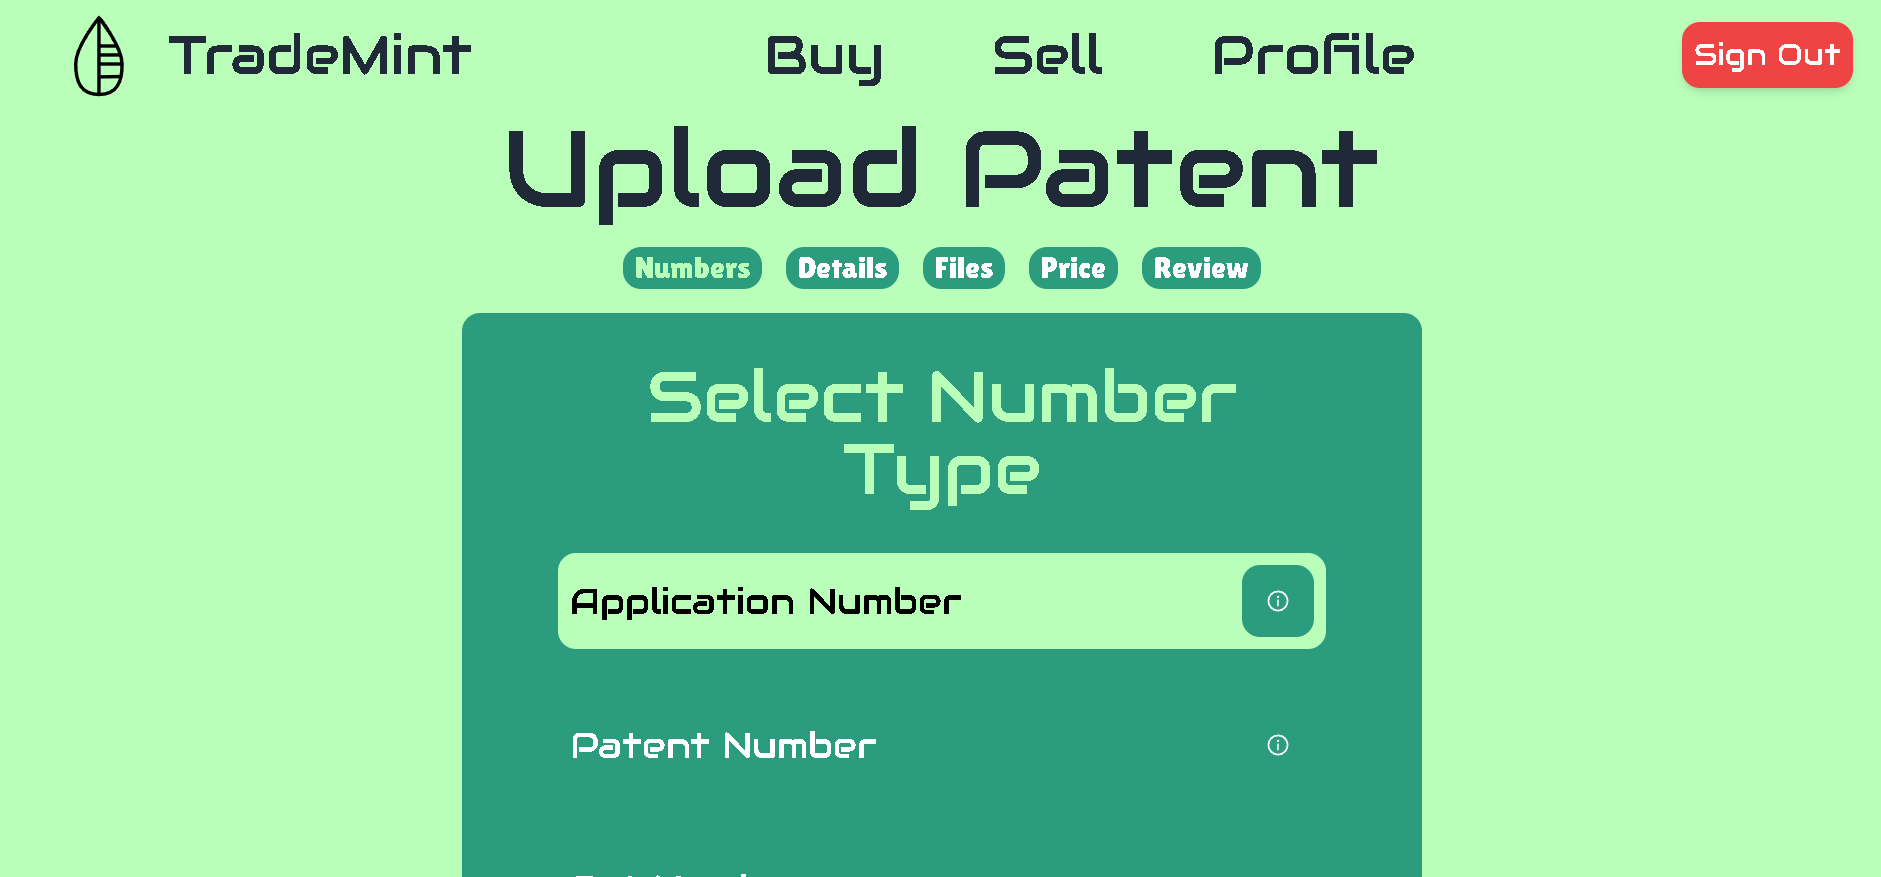 TradeMint Buy Sell Profile Sign Out
Upload Patent
Numbers Details Files Price Review
Select Number
Type
Application Number
Patent Number